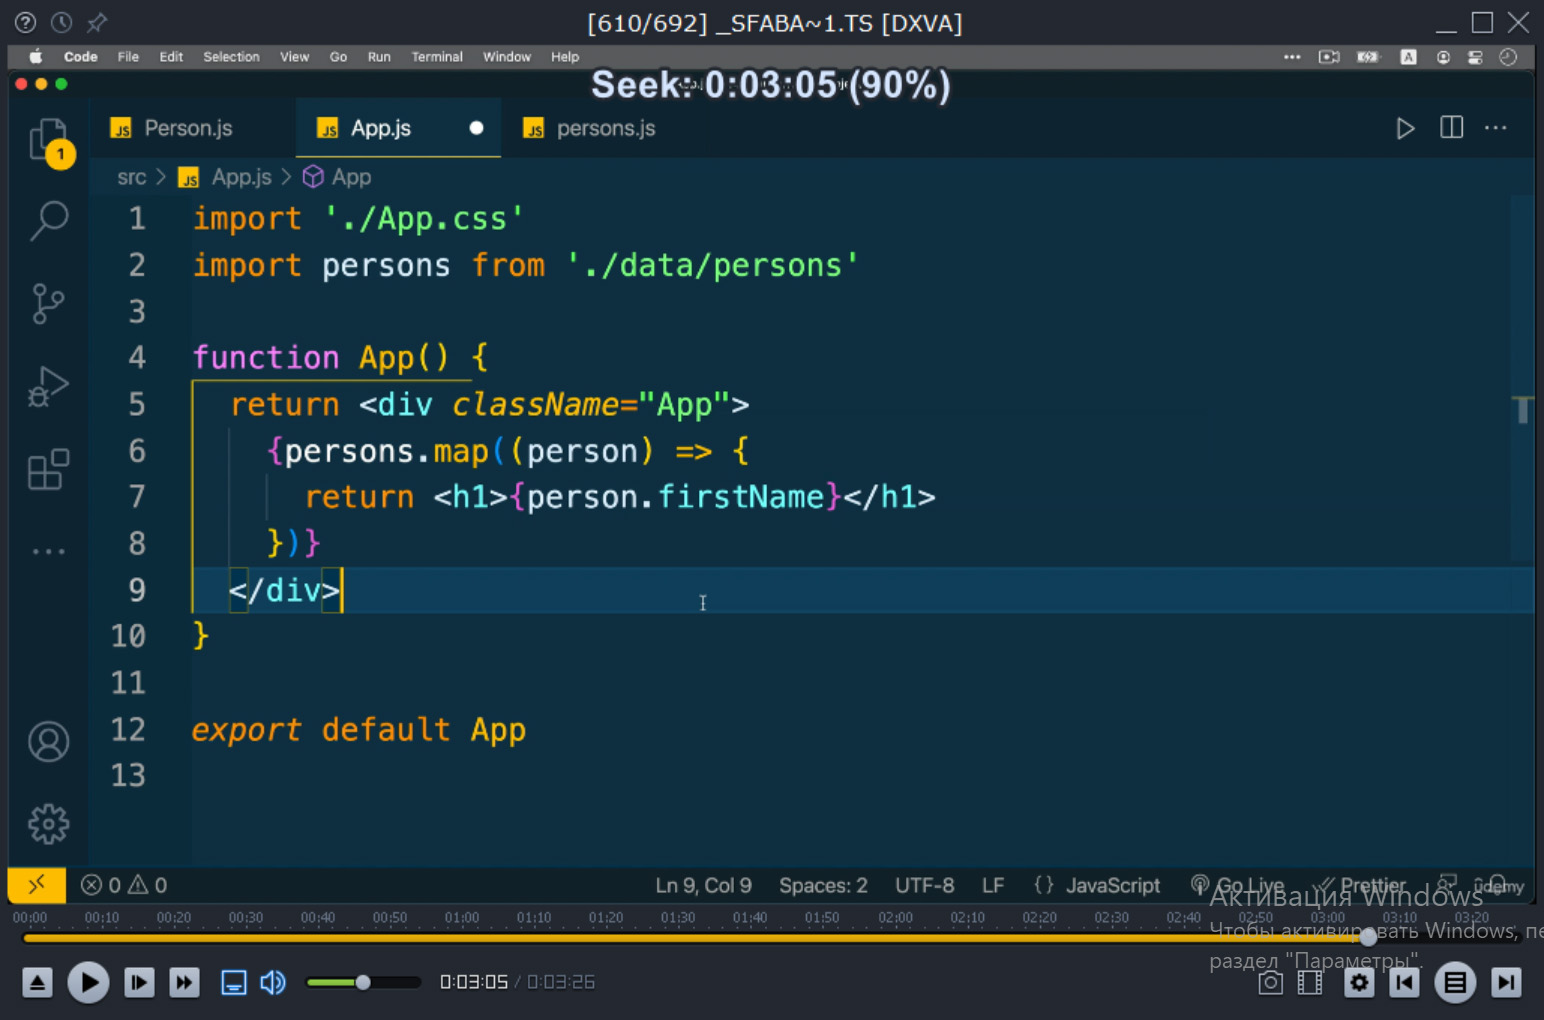 [610/692] _SFABA~1.TS [DXVA]
Code File Edit Selection View Go Run Terminal Window Help
A
Seek: 0:03:05 (90%)
JS Person.js JS App.js JS persons.js
1
src > JS App.js > App
1 import './App.css'
2 import persons from './data/persons'
3
4 function App() {
5 return <div className="App">
6 {persons.map((person) => {
7 return <h1>{person.firstName}</h1>
8 })}
9 </div>
10 }
11
12 export default App
13
0 0 Ln 9, Col 9 Spaces: 2 UTF-8 LF {} JavaScript Go Live Prettier ûdemy
Активация Windows
00:00 00:10 00:20 00:30 00:40 00:50 01:00 01:10 01:20 01:30 01:40 01:50 02:00 02:10 02:20 02:30 02:40 02:50 03:00 03:10 03:20
Чтобы активировать Windows, пе
раздел "Параметры".
0:03:05 / 0:03:26